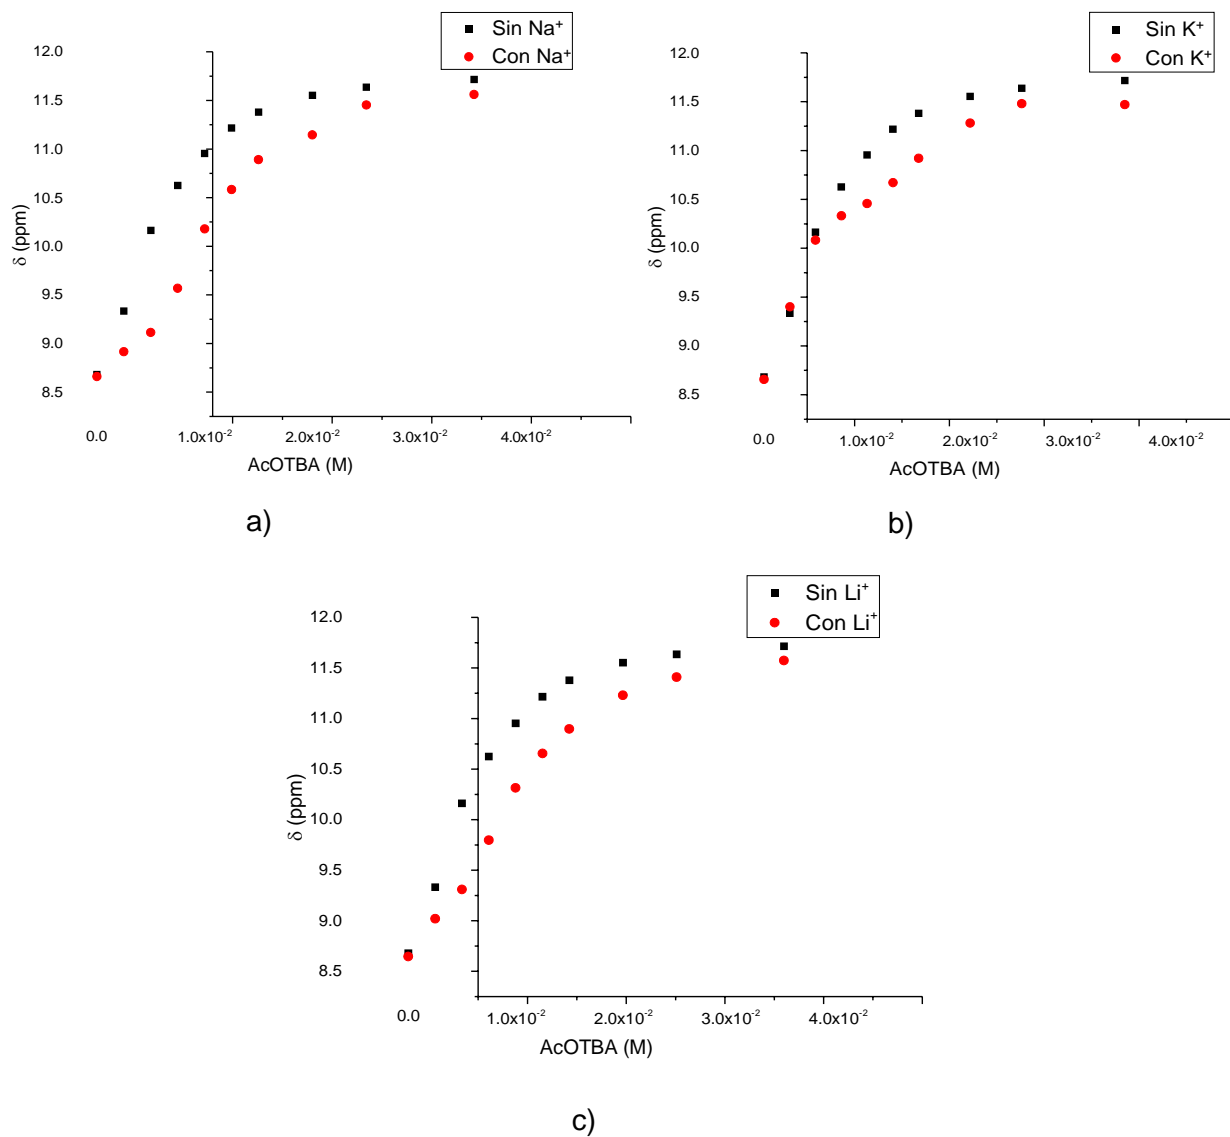 Sin Na⁺
Con Na⁺
12.0
11.5
11.0
10.5
10.0
9.5
9.0
8.5
δ (ppm)
0.0 1.0x10⁻² 2.0x10⁻² 3.0x10⁻² 4.0x10⁻²
AcOTBA (M)
a)
Sin K⁺
Con K⁺
12.0
11.5
11.0
10.5
10.0
9.5
9.0
8.5
δ (ppm)
0.0 1.0x10⁻² 2.0x10⁻² 3.0x10⁻² 4.0x10⁻²
AcOTBA (M)
b)
Sin Li⁺
Con Li⁺
12.0
11.5
11.0
10.5
10.0
9.5
9.0
8.5
δ (ppm)
0.0 1.0x10⁻² 2.0x10⁻² 3.0x10⁻² 4.0x10⁻²
AcOTBA (M)
c)